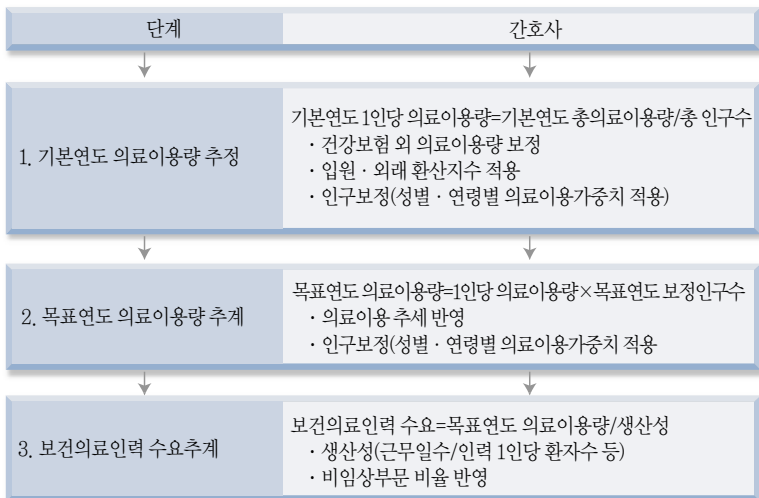 단계
간호사
1. 기본연도 의료이용량 추정
기본연도 1인당 의료이용량=기본연도 총의료이용량/총 인구수
· 건강보험 외 의료이용량 보정
· 입원 · 외래 환산지수 적용
· 인구보정(성별 · 연령별 의료이용가중치 적용)
2. 목표연도 의료이용량 추계
목표연도 의료이용량=1인당 의료이용량×목표연도 보정인구수
· 의료이용 추세 반영
· 인구보정(성별 · 연령별 의료이용가중치 적용
3. 보건의료인력 수요추계
보건의료인력 수요=목표연도 의료이용량/생산성
· 생산성(근무일수/인력 1인당 환자수 등)
· 비임상부문 비율 반영